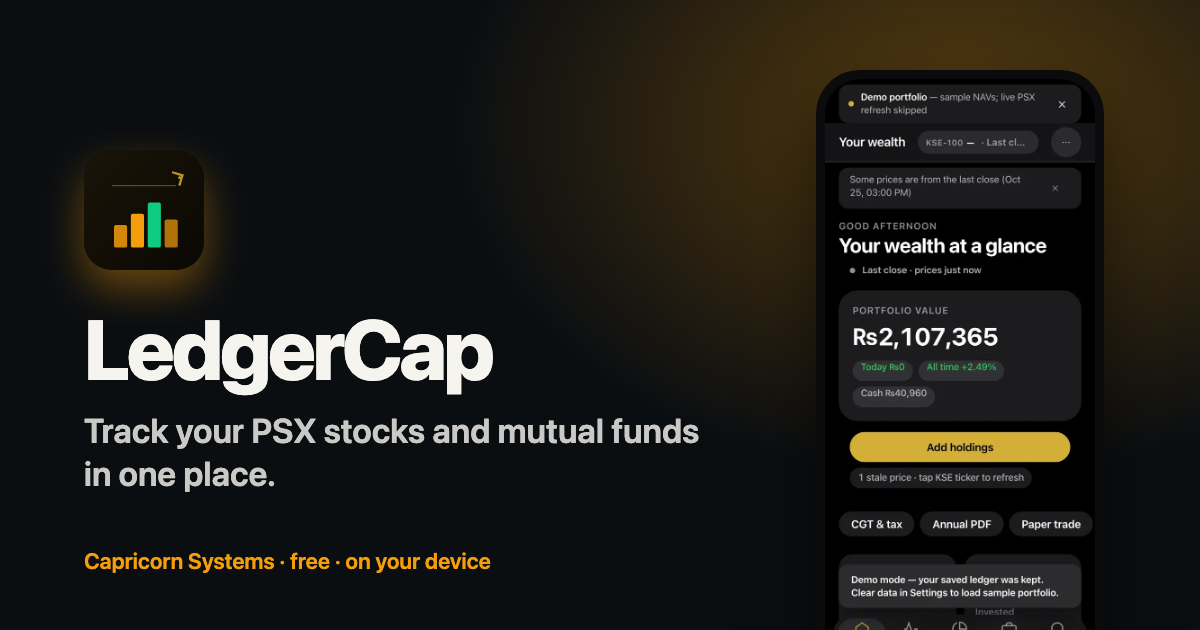 LedgerCap
Track your PSX stocks and mutual funds
in one place.
Capricorn Systems · free · on your device
Demo portfolio — sample NAVs; live PSX
refresh skipped
×
Your wealth
KSE-100 — · Last cl...
···
Some prices are from the last close (Oct
25, 03:00 PM)
×
GOOD AFTERNOON
Your wealth at a glance
Last close · prices just now
PORTFOLIO VALUE
₨2,107,365
Today ₨0
All time +2.49%
Cash ₨40,960
Add holdings
1 stale price · tap KSE ticker to refresh
CGT & tax
Annual PDF
Paper trade
Demo mode — your saved ledger was kept.
Clear data in Settings to load sample portfolio.
Invested